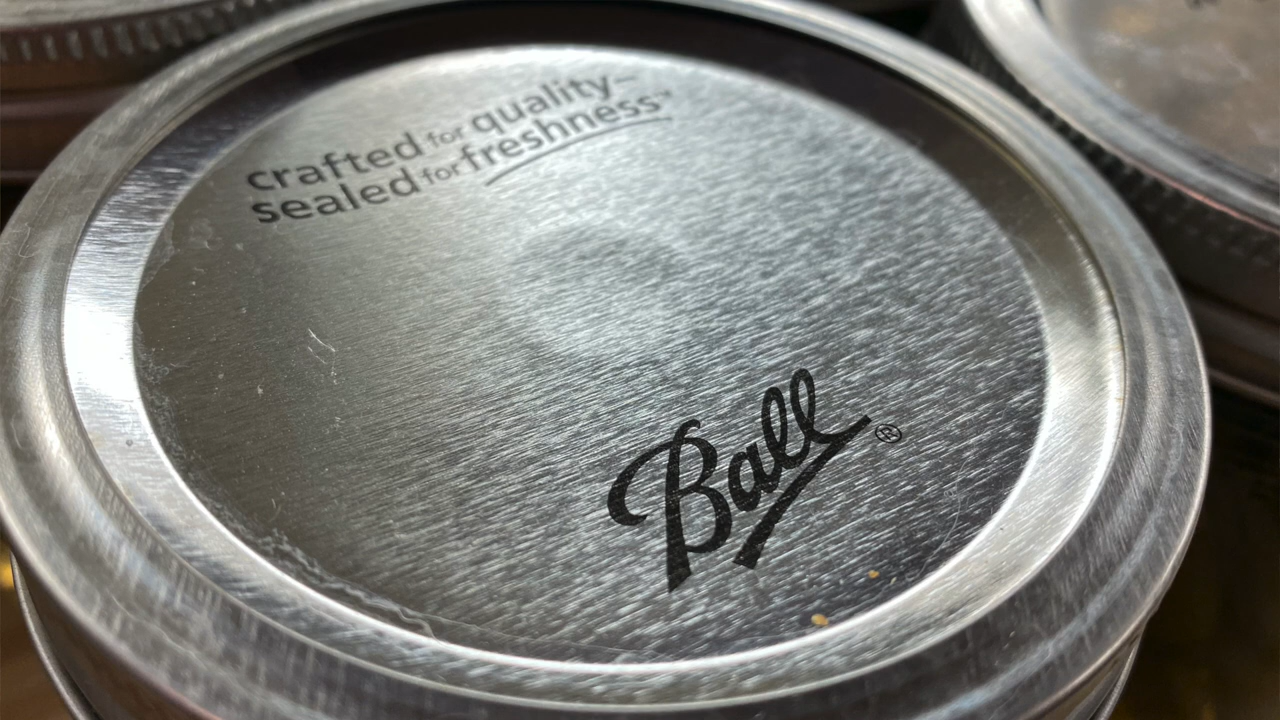 crafted for quality–
sealed for freshness™
Ball®